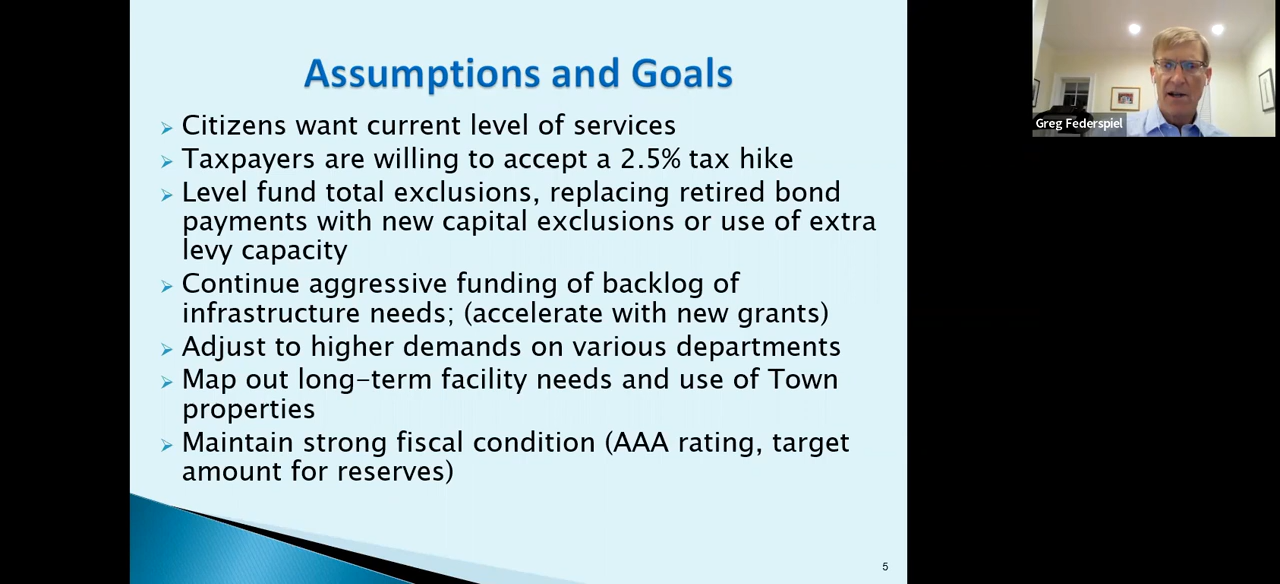 Assumptions and Goals
Citizens want current level of services
Taxpayers are willing to accept a 2.5% tax hike
Level fund total exclusions, replacing retired bond
payments with new capital exclusions or use of extra
levy capacity
Continue aggressive funding of backlog of
infrastructure needs; (accelerate with new grants)
Adjust to higher demands on various departments
Map out long-term facility needs and use of Town
properties
Maintain strong fiscal condition (AAA rating, target
amount for reserves)
5
Greg Federspiel